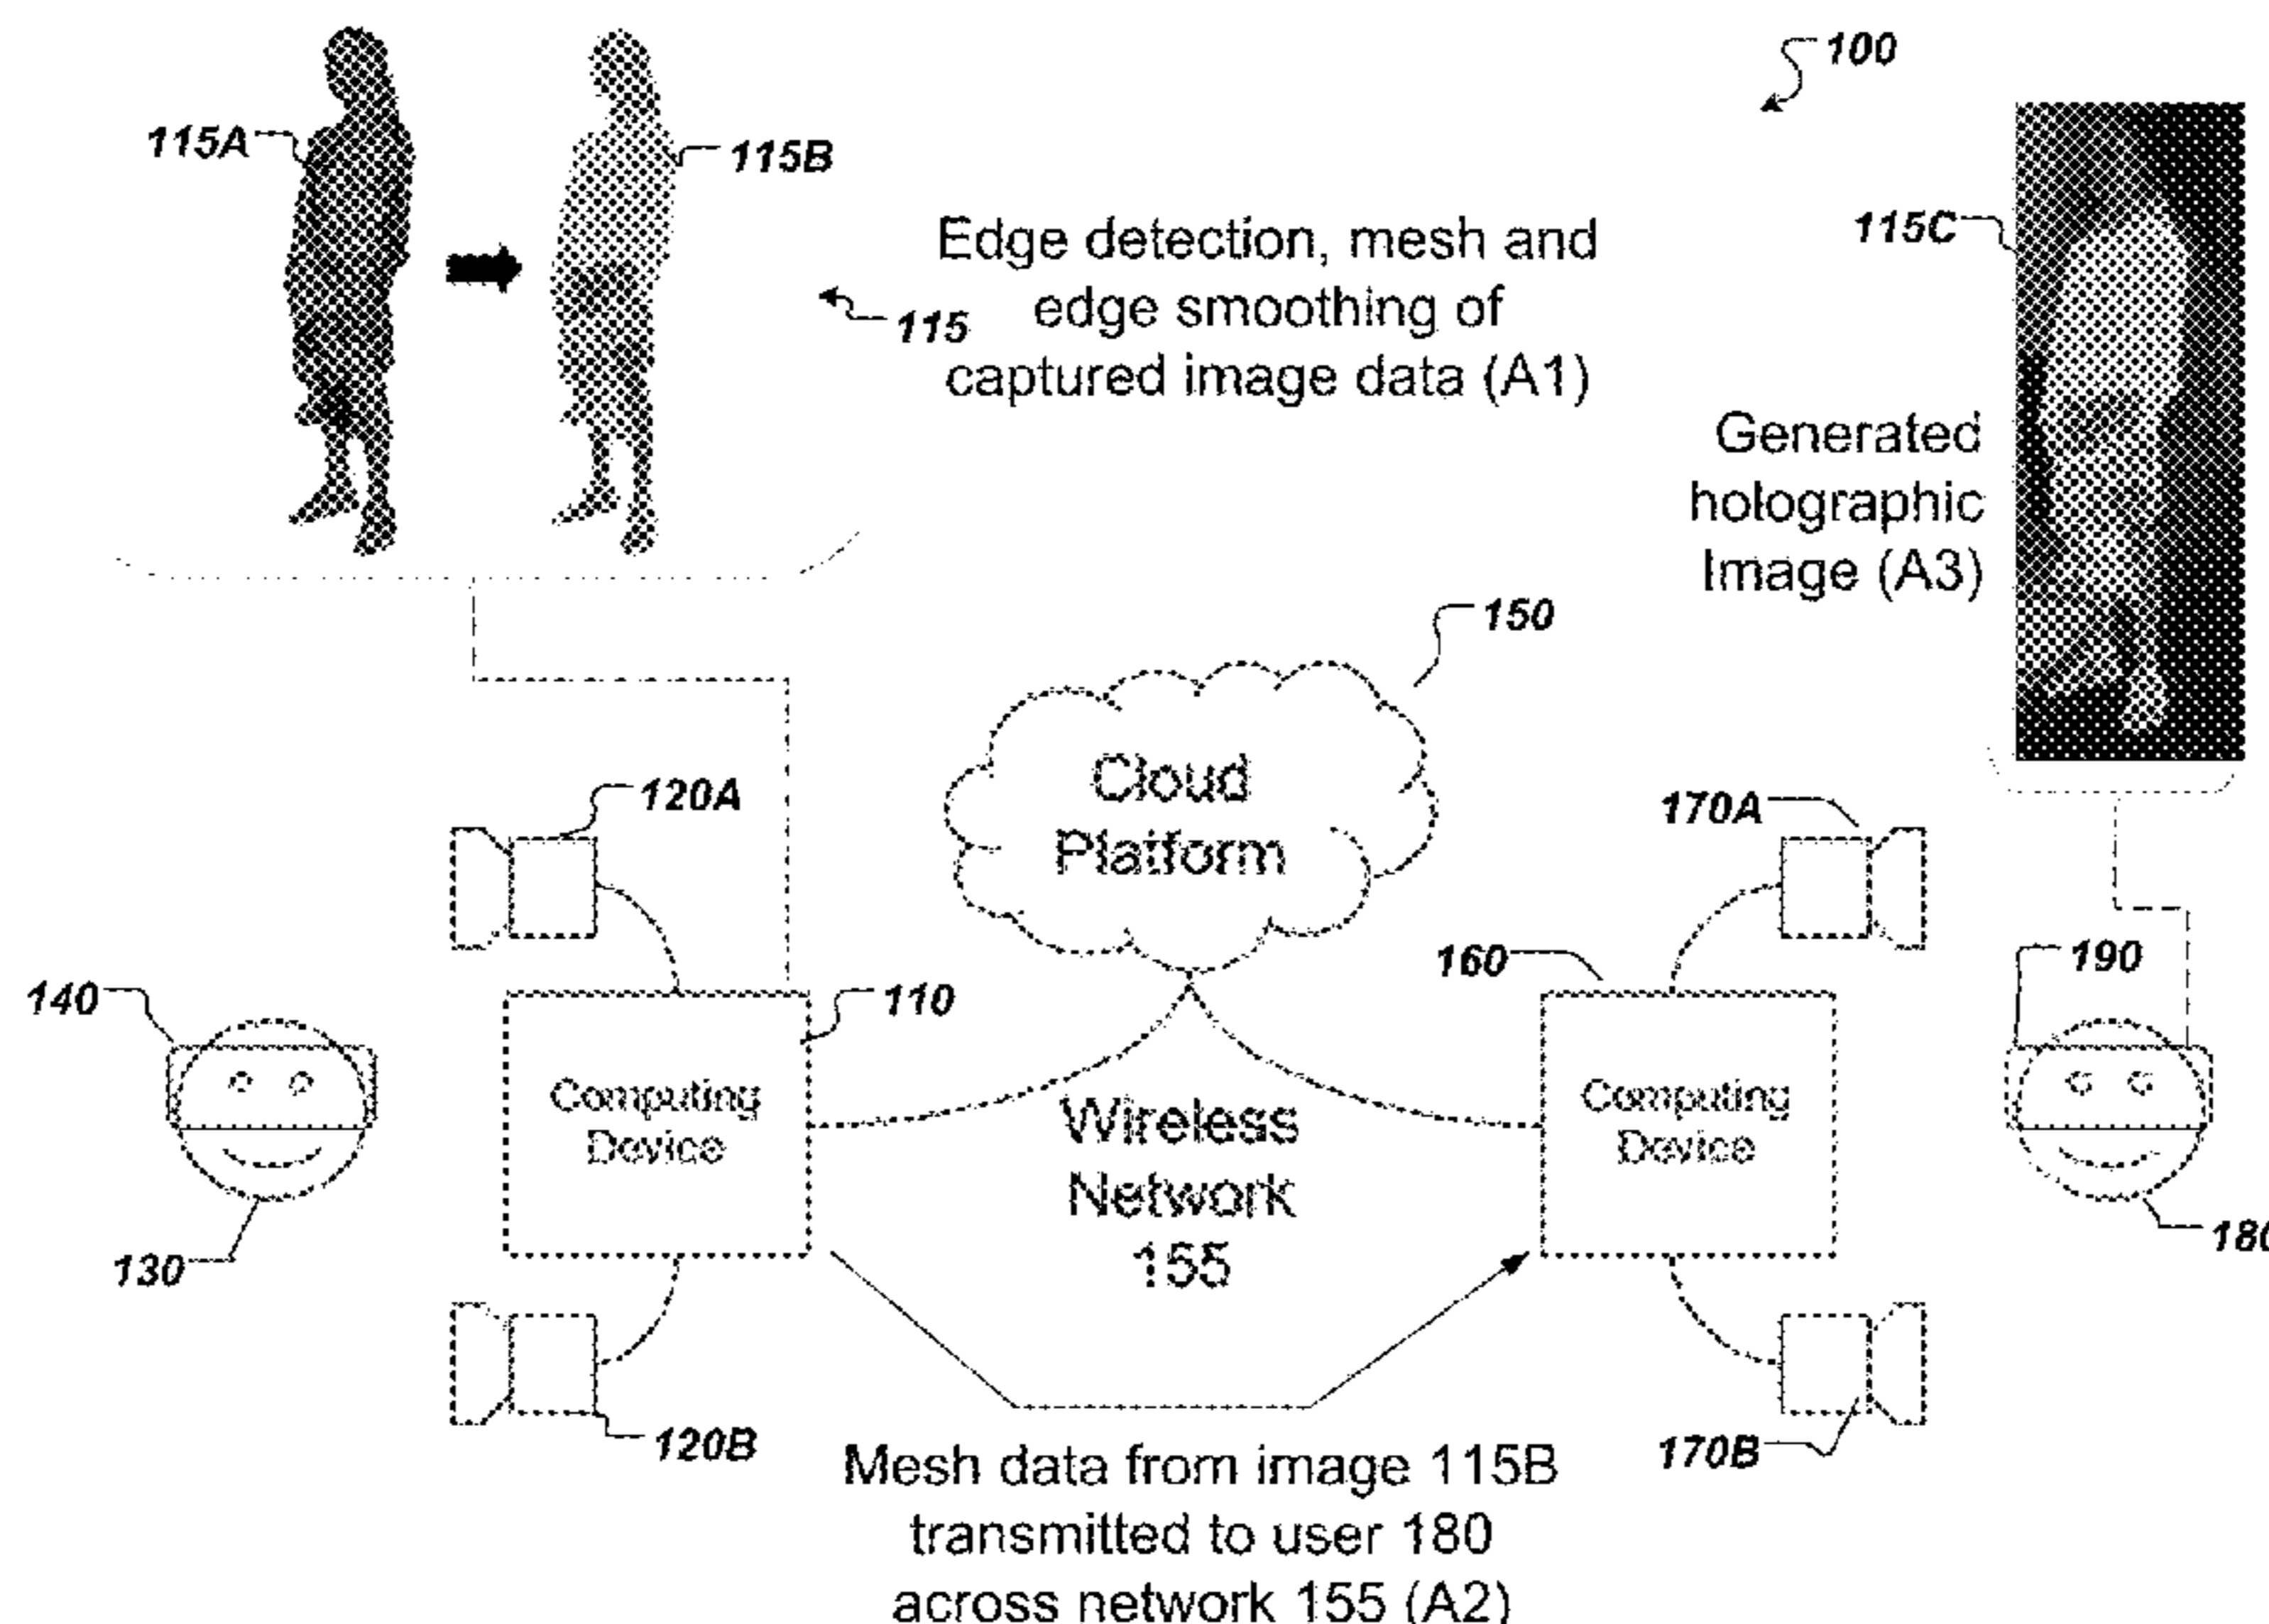 100
115A
115B
115C
Edge detection, mesh and
edge smoothing of
captured image data (A1)
115
Generated
holographic
Image (A3)
150
Cloud
Platform
120A
170A
140
110
160
190
Computing
Device
Wireless
Network
155
Computing
Device
130
180
120B
170B
Mesh data from image 115B
transmitted to user 180
across network 155 (A2)